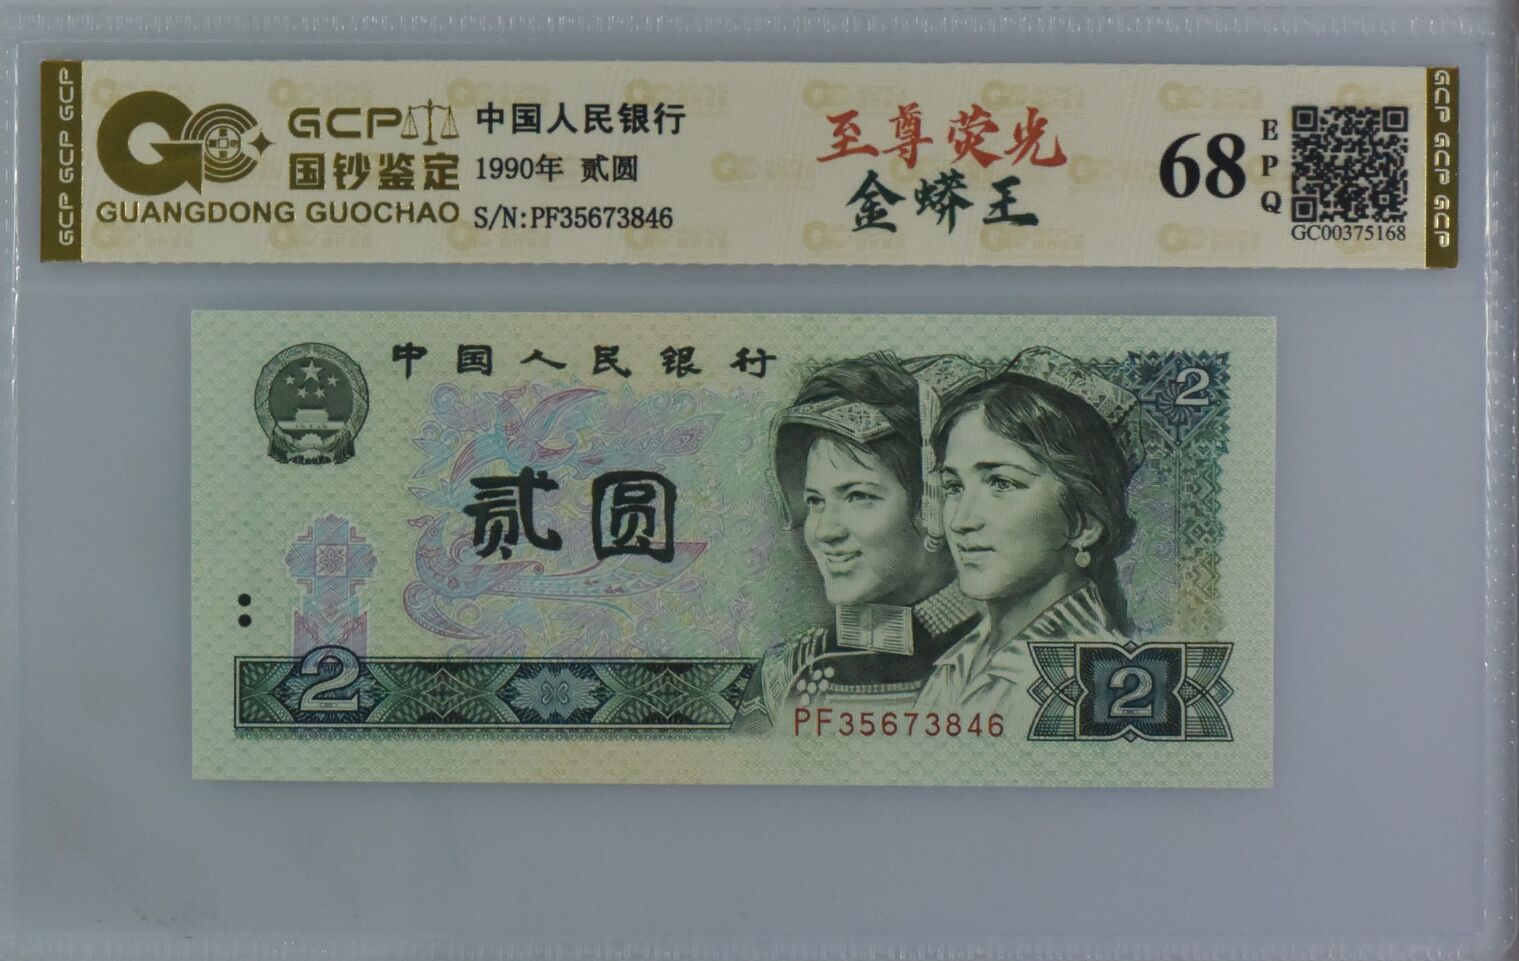 GCP GCP GCP
GCP
国钞鉴定
GUANGDONG GUOCHAO
中国人民银行
1990年 贰圆
S/N:PF35673846
至尊荧光
金蟒王
68
E
P
Q
GC00375168
GCP GCP GCP
中国人民银行
2
贰圆
2
2
PF35673846